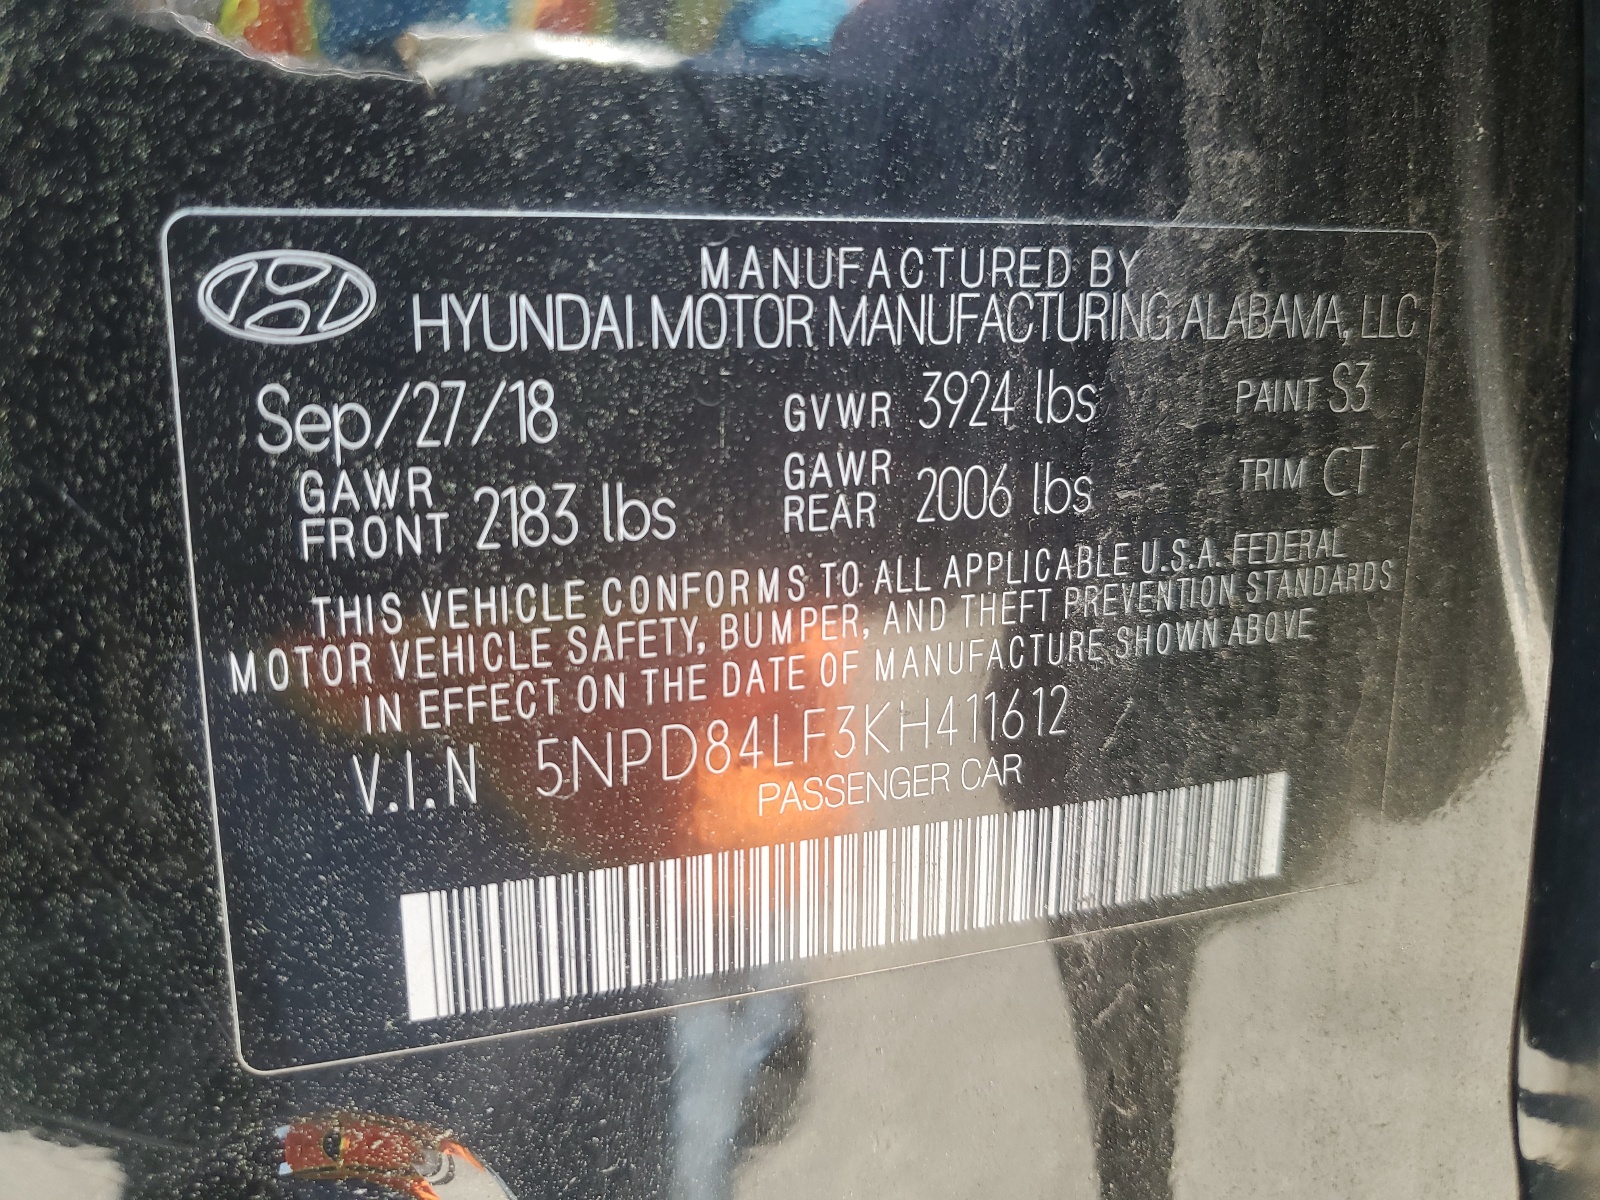 MANUFACTURED BY
HYUNDAI MOTOR MANUFACTURING ALABAMA, LLC
Sep/27/18 GVWR 3924 lbs PAINT S3
GAWR FRONT 2183 lbs GAWR REAR 2006 lbs TRIM CT
THIS VEHICLE CONFORMS TO ALL APPLICABLE U.S.A. FEDERAL
MOTOR VEHICLE SAFETY, BUMPER, AND THEFT PREVENTION STANDARDS
IN EFFECT ON THE DATE OF MANUFACTURE SHOWN ABOVE
V.I.N 5NPD84LF3KH411612
PASSENGER CAR